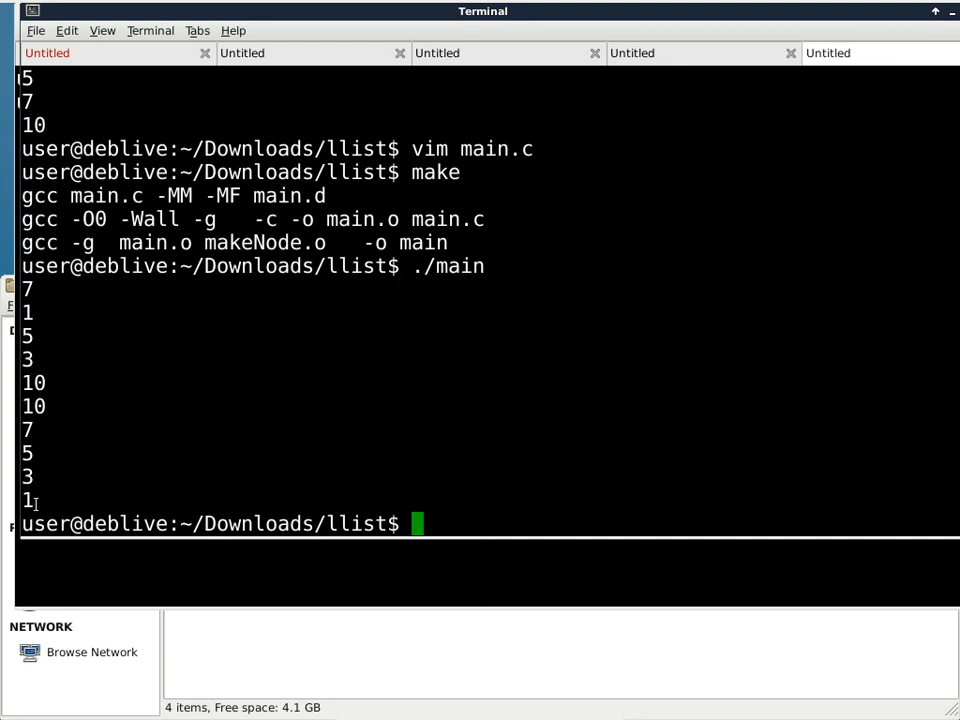 Terminal
File Edit View Terminal Tabs Help
Untitled Untitled Untitled Untitled Untitled
5
7
10
user@deblive:~/Downloads/llist$ vim main.c
user@deblive:~/Downloads/llist$ make
gcc main.c -MM -MF main.d
gcc -O0 -Wall -g   -c -o main.o main.c
gcc -g  main.o makeNode.o   -o main
user@deblive:~/Downloads/llist$ ./main
7
1
5
3
10
10
7
5
3
1
user@deblive:~/Downloads/llist$
NETWORK
Browse Network
4 items, Free space: 4.1 GB